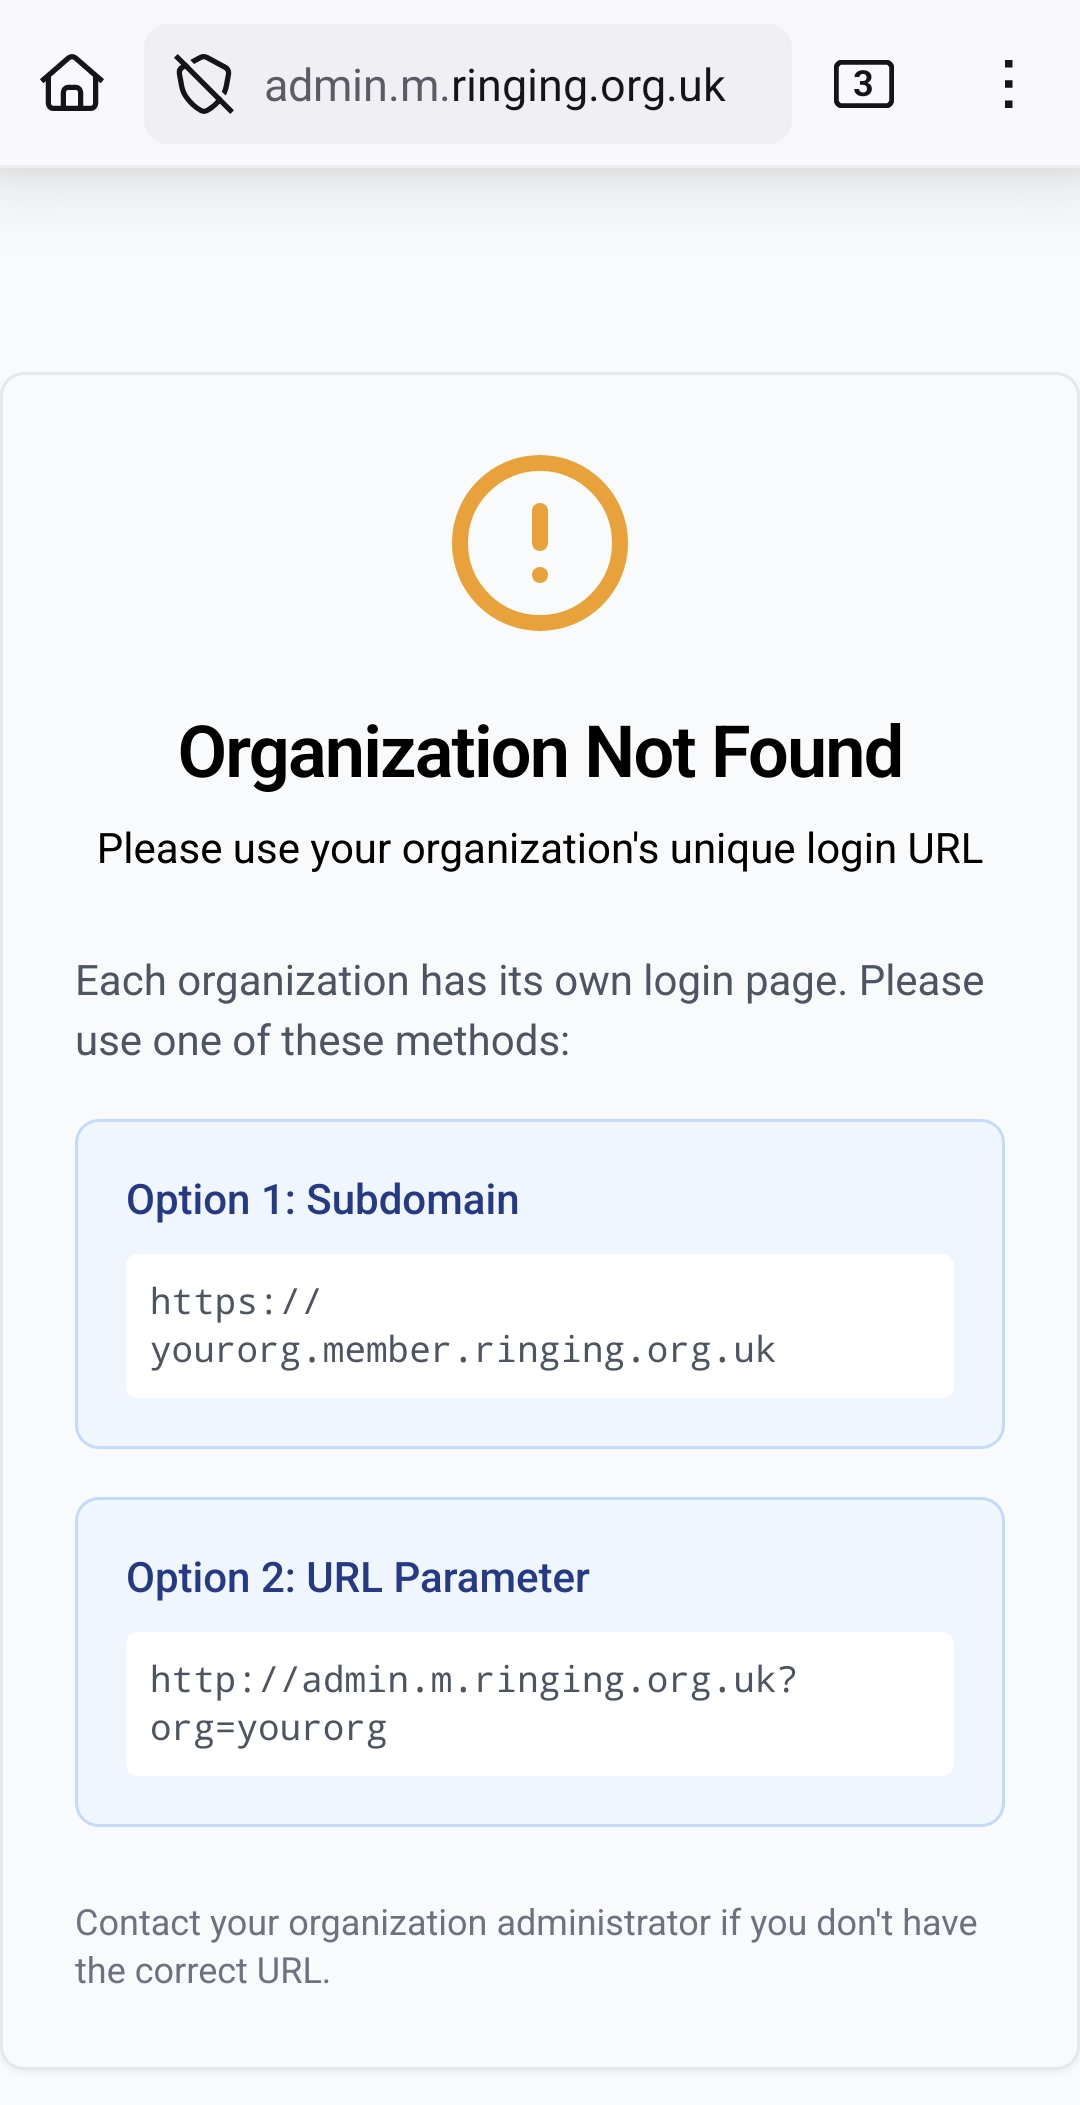 admin.m.ringing.org.uk
3
Organization Not Found
Please use your organization's unique login URL
Each organization has its own login page. Please
use one of these methods:
Option 1: Subdomain
https://
yourorg.member.ringing.org.uk
Option 2: URL Parameter
http://admin.m.ringing.org.uk?
org=yourorg
Contact your organization administrator if you don't have
the correct URL.